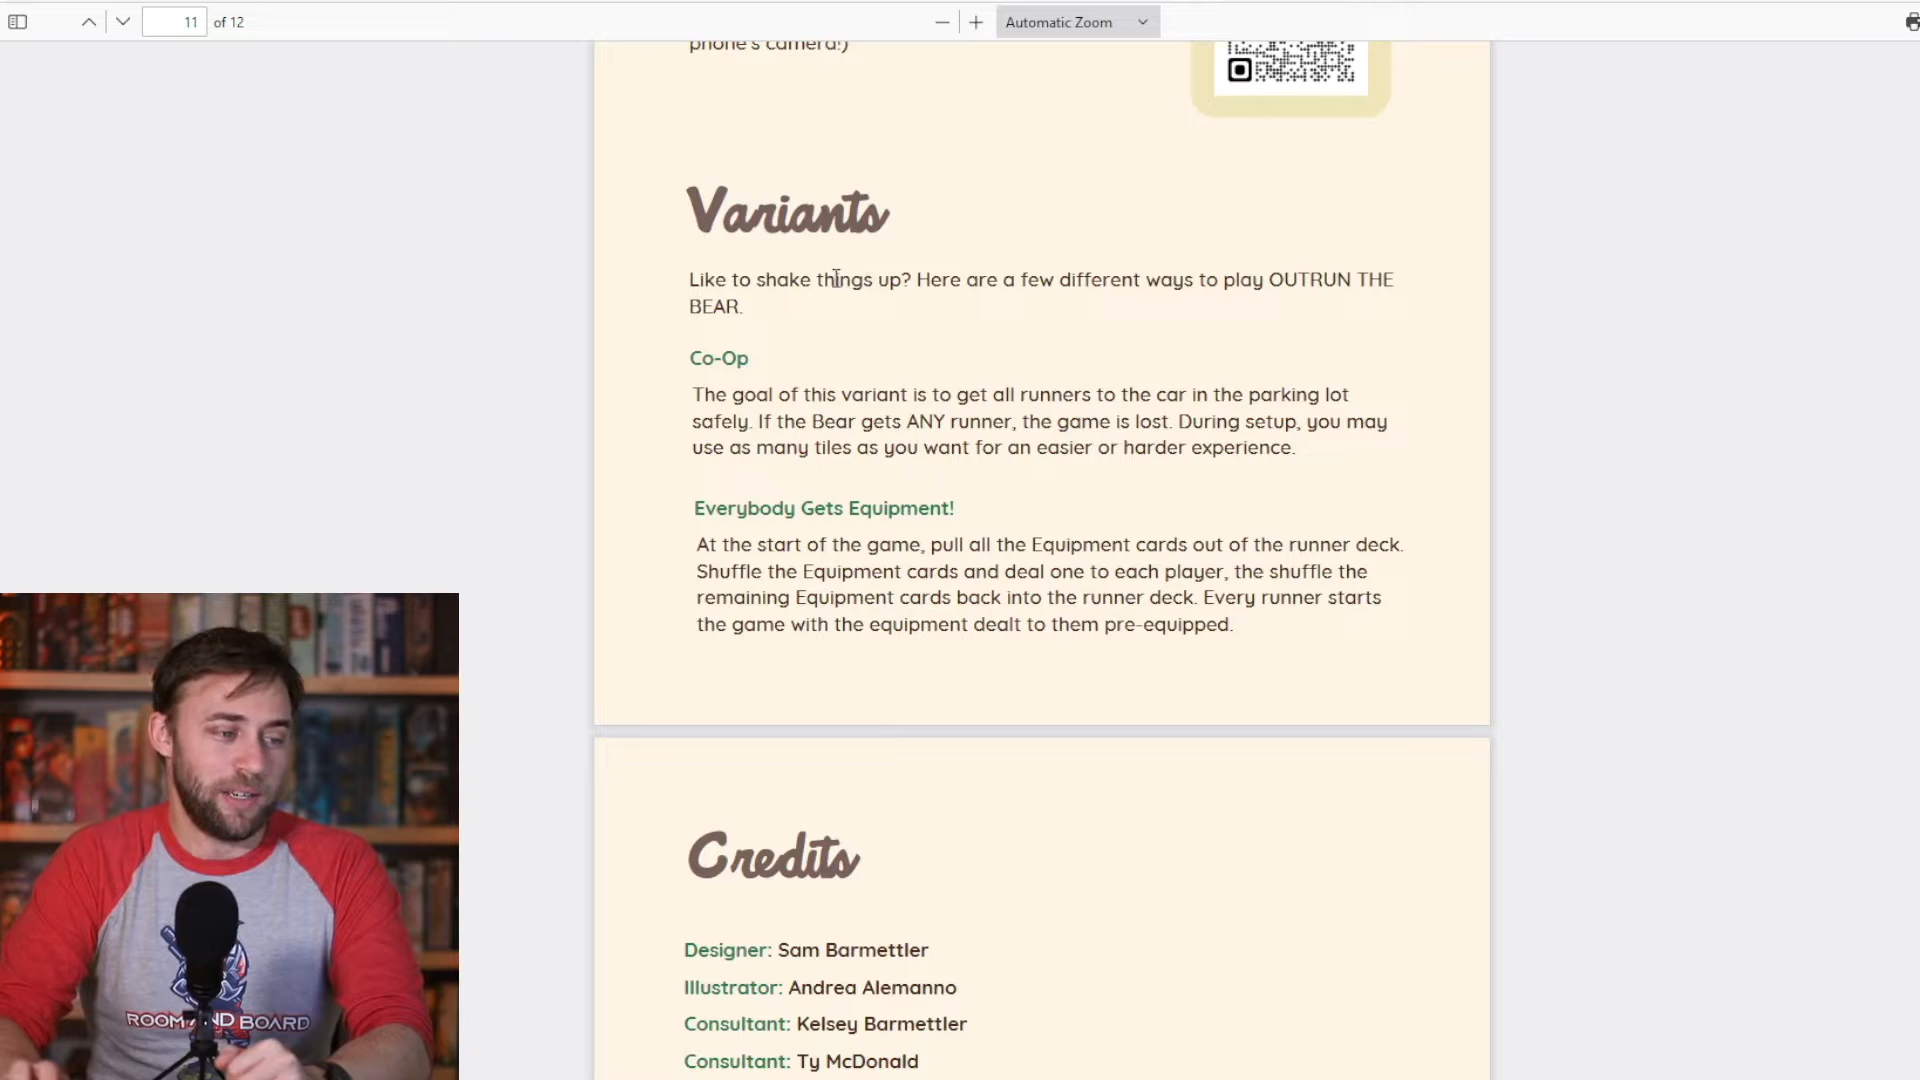 11 of 12
Automatic Zoom
phone's camera!)
Variants
Like to shake things up? Here are a few different ways to play OUTRUN THE
BEAR.
Co-Op
The goal of this variant is to get all runners to the car in the parking lot
safely. If the Bear gets ANY runner, the game is lost. During setup, you may
use as many tiles as you want for an easier or harder experience.
Everybody Gets Equipment!
At the start of the game, pull all the Equipment cards out of the runner deck.
Shuffle the Equipment cards and deal one to each player, the shuffle the
remaining Equipment cards back into the runner deck. Every runner starts
the game with the equipment dealt to them pre-equipped.
Credits
Designer: Sam Barmettler
Illustrator: Andrea Alemanno
Consultant: Kelsey Barmettler
Consultant: Ty McDonald
ROOM AND BOARD